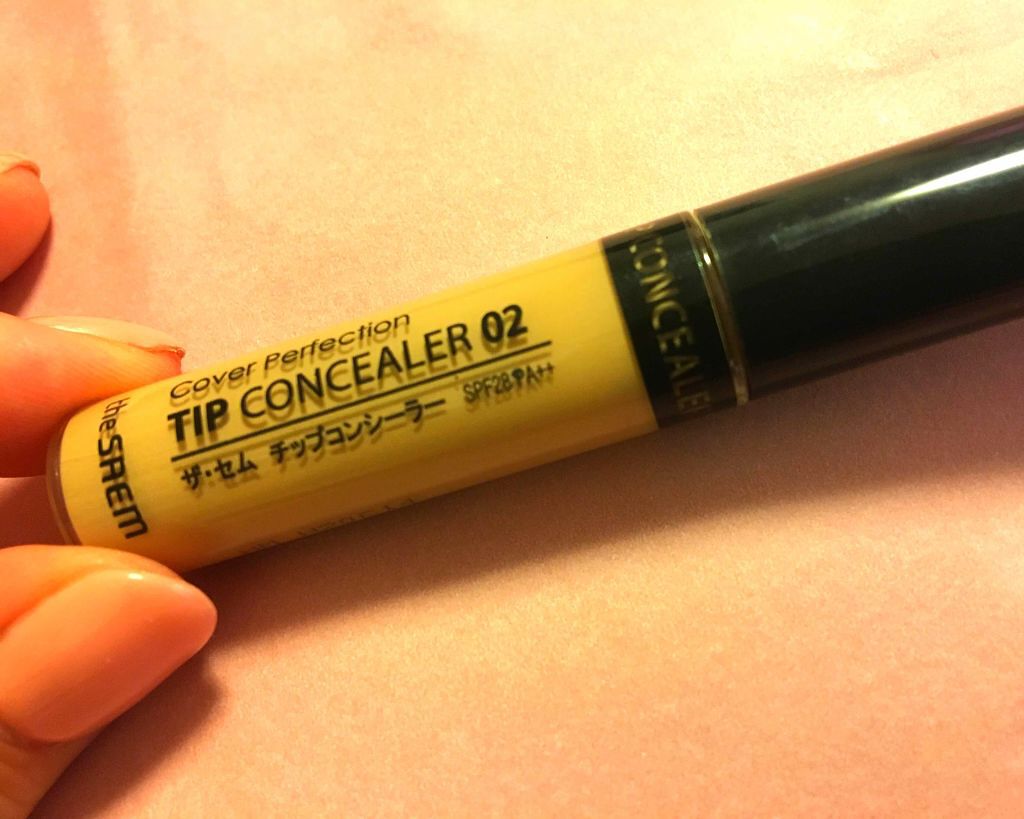 Cover Perfection
TIP CONCEALER 02
ザ・セム チップコンシーラー SPF28 PA++
the SAEM
CONCEALER